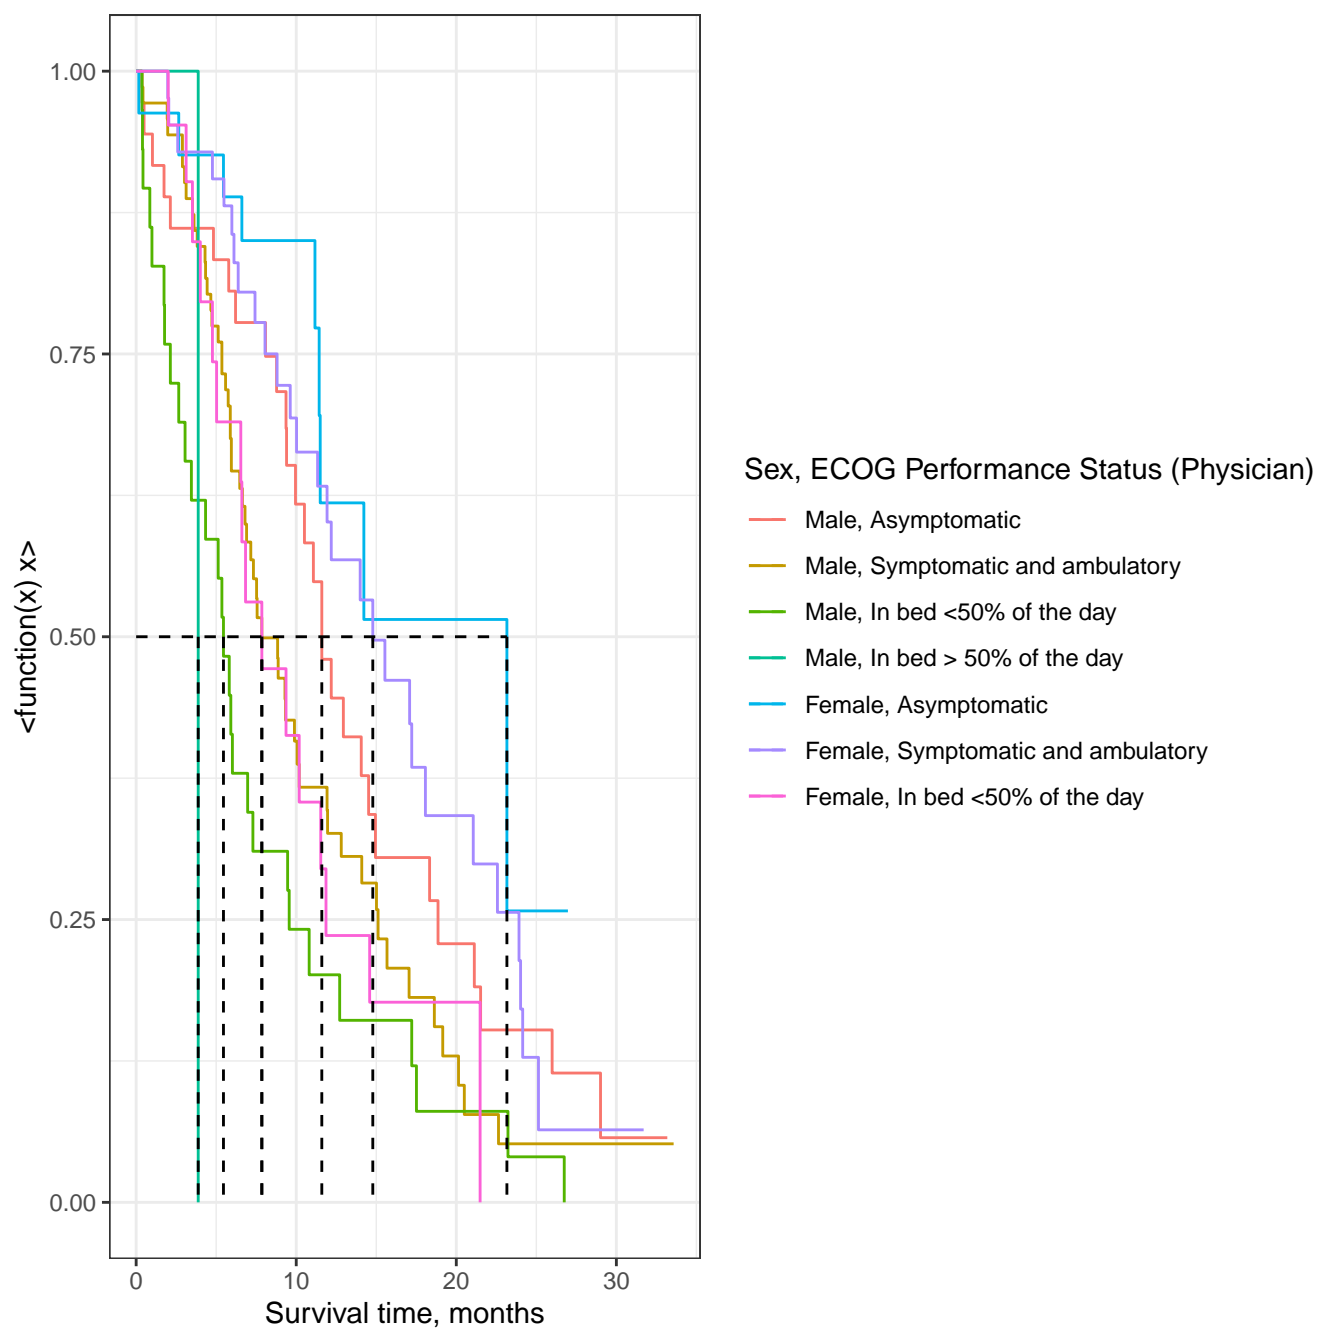 1.00
0.75
0.50
0.25
0.00
<function(x) x>
0 10 20 30
Survival time, months
Sex, ECOG Performance Status (Physician)
Male, Asymptomatic
Male, Symptomatic and ambulatory
Male, In bed <50% of the day
Male, In bed > 50% of the day
Female, Asymptomatic
Female, Symptomatic and ambulatory
Female, In bed <50% of the day